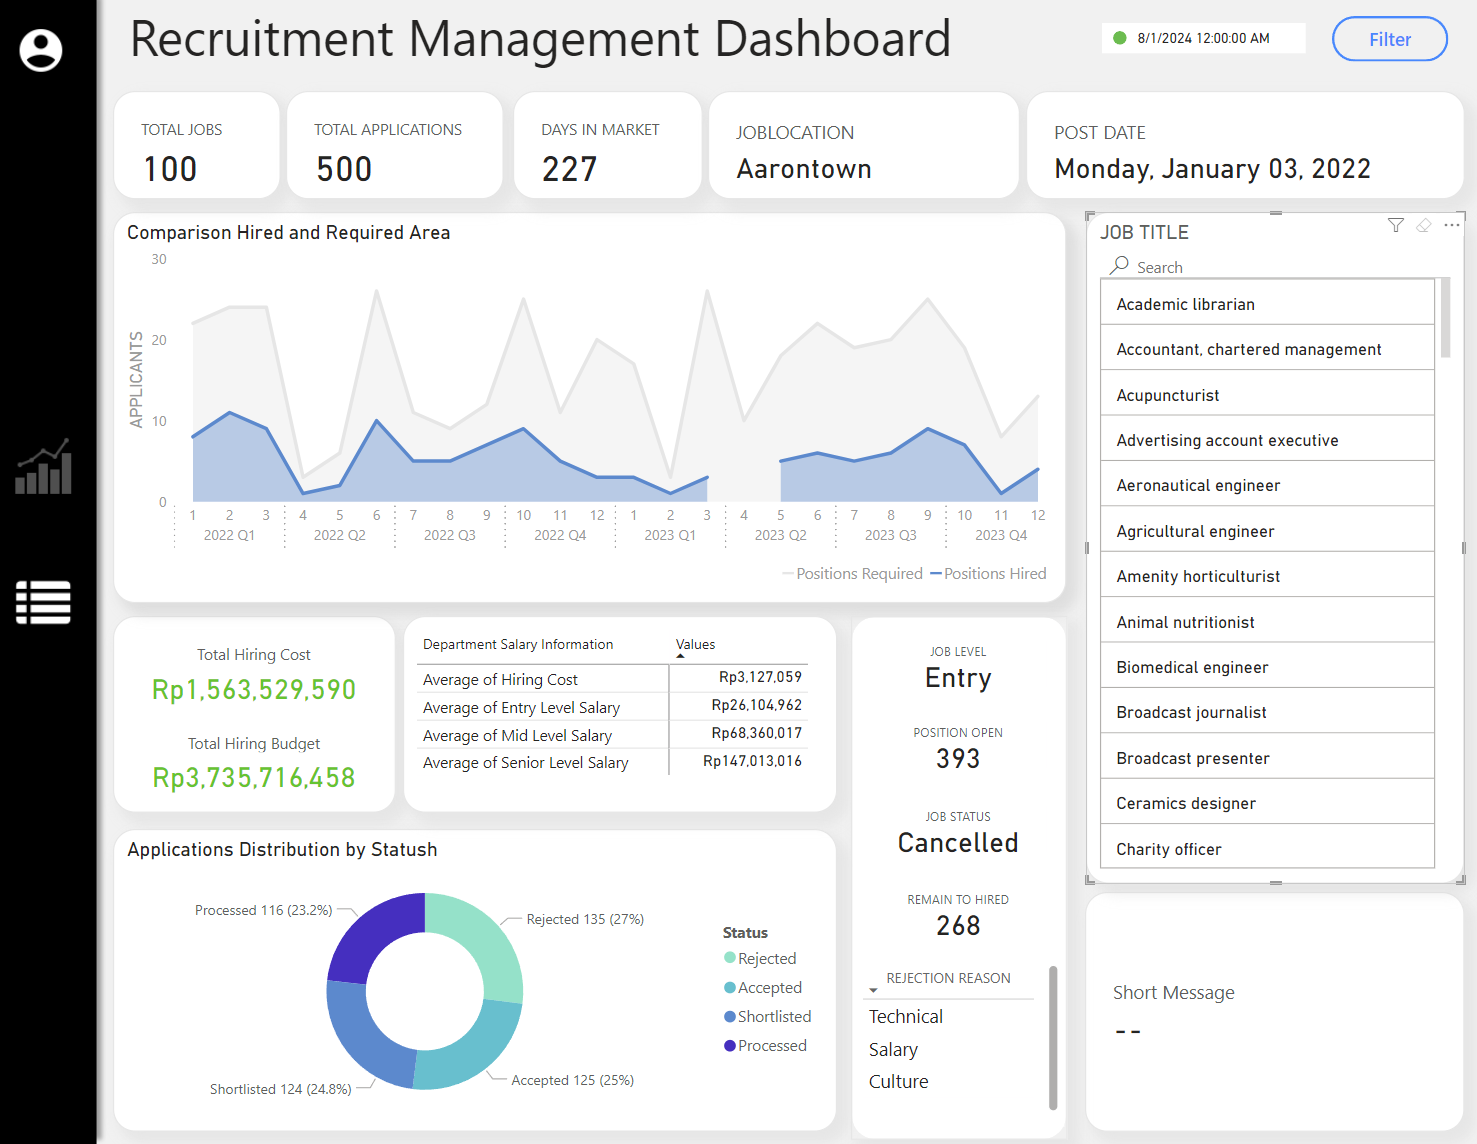 Recruitment Management Dashboard
8/1/2024 12:00:00 AM
Filter
TOTAL JOBS
100
TOTAL APPLICATIONS
500
DAYS IN MARKET
227
JOBLOCATION
Aarontown
POST DATE
Monday, January 03, 2022
Comparison Hired and Required Area
30
20
10
0
APPLICANTS
1 2 3 4 5 6 7 8 9 10 11 12 1 2 3 4 5 6 7 8 9 10 11 12
2022 Q1 2022 Q2 2022 Q3 2022 Q4 2023 Q1 2023 Q2 2023 Q3 2023 Q4
Positions Required Positions Hired
JOB TITLE
Search
Academic librarian
Accountant, chartered management
Acupuncturist
Advertising account executive
Aeronautical engineer
Agricultural engineer
Amenity horticulturist
Animal nutritionist
Biomedical engineer
Broadcast journalist
Broadcast presenter
Ceramics designer
Charity officer
Total Hiring Cost
Rp1,563,529,590
Total Hiring Budget
Rp3,735,716,458
Department Salary Information Values
Average of Hiring Cost Rp3,127,059
Average of Entry Level Salary Rp26,104,962
Average of Mid Level Salary Rp68,360,017
Average of Senior Level Salary Rp147,013,016
JOB LEVEL
Entry
POSITION OPEN
393
JOB STATUS
Cancelled
REMAIN TO HIRED
268
REJECTION REASON
Technical
Salary
Culture
Applications Distribution by Statush
Processed 116 (23.2%)
Rejected 135 (27%)
Shortlisted 124 (24.8%)
Accepted 125 (25%)
Status
Rejected
Accepted
Shortlisted
Processed
Short Message
--